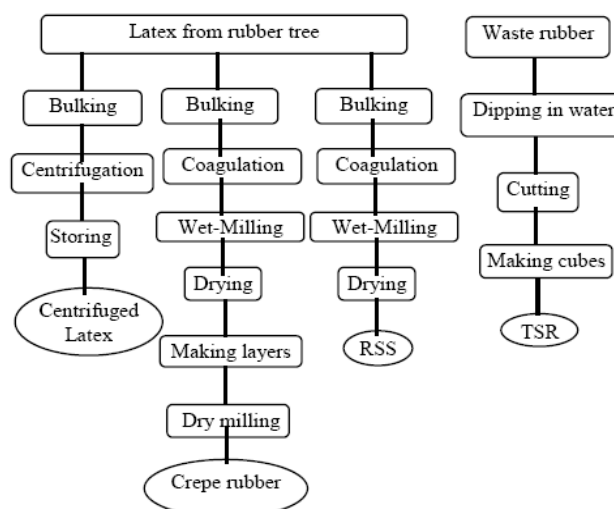 Latex from rubber tree
Waste rubber
Bulking
Bulking
Bulking
Dipping in water
Centrifugation
Coagulation
Coagulation
Cutting
Storing
Wet-Milling
Wet-Milling
Making cubes
Centrifuged
Latex
Drying
Drying
TSR
Making layers
RSS
Dry milling
Crepe rubber